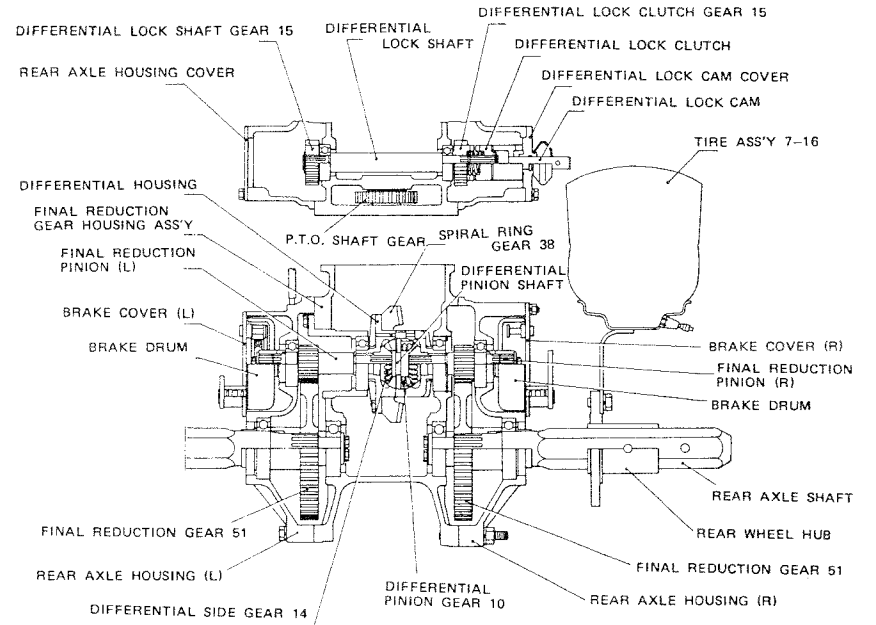 DIFFERENTIAL LOCK CLUTCH GEAR 15
DIFFERENTIAL LOCK SHAFT GEAR 15
DIFFERENTIAL
LOCK SHAFT
DIFFERENTIAL LOCK CLUTCH
REAR AXLE HOUSING COVER
DIFFERENTIAL LOCK CAM COVER
DIFFERENTIAL LOCK CAM
TIRE ASS'Y 7-16
DIFFERENTIAL HOUSING
FINAL REDUCTION
GEAR HOUSING ASS'Y
P.T.O. SHAFT GEAR
SPIRAL RING
GEAR 38
FINAL REDUCTION
PINION (L)
DIFFERENTIAL
PINION SHAFT
BRAKE COVER (L)
BRAKE DRUM
BRAKE COVER (R)
FINAL REDUCTION
PINION (R)
BRAKE DRUM
REAR AXLE SHAFT
FINAL REDUCTION GEAR 51
REAR WHEEL HUB
REAR AXLE HOUSING (L)
FINAL REDUCTION GEAR 51
DIFFERENTIAL
PINION GEAR 10
REAR AXLE HOUSING (R)
DIFFERENTIAL SIDE GEAR 14